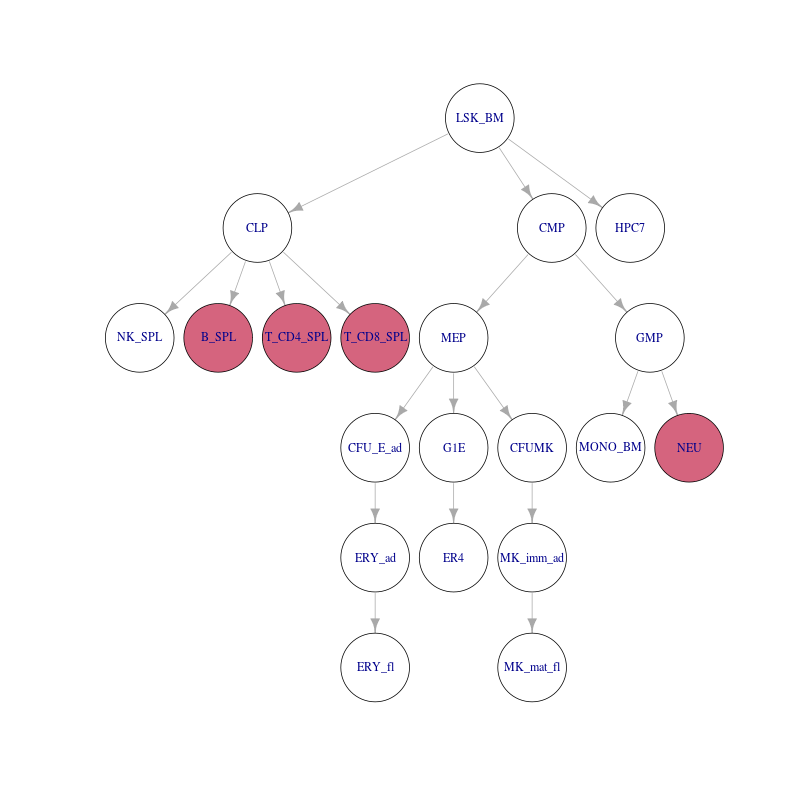 LSK_BM
CLP
CMP
HPC7
NK_SPL
B_SPL
T_CD4_SPL
T_CD8_SPL
MEP
GMP
CFU_E_ad
G1E
CFUMK
MONO_BM
NEU
ERY_ad
ER4
MK_imm_ad
ERY_fl
MK_mat_fl